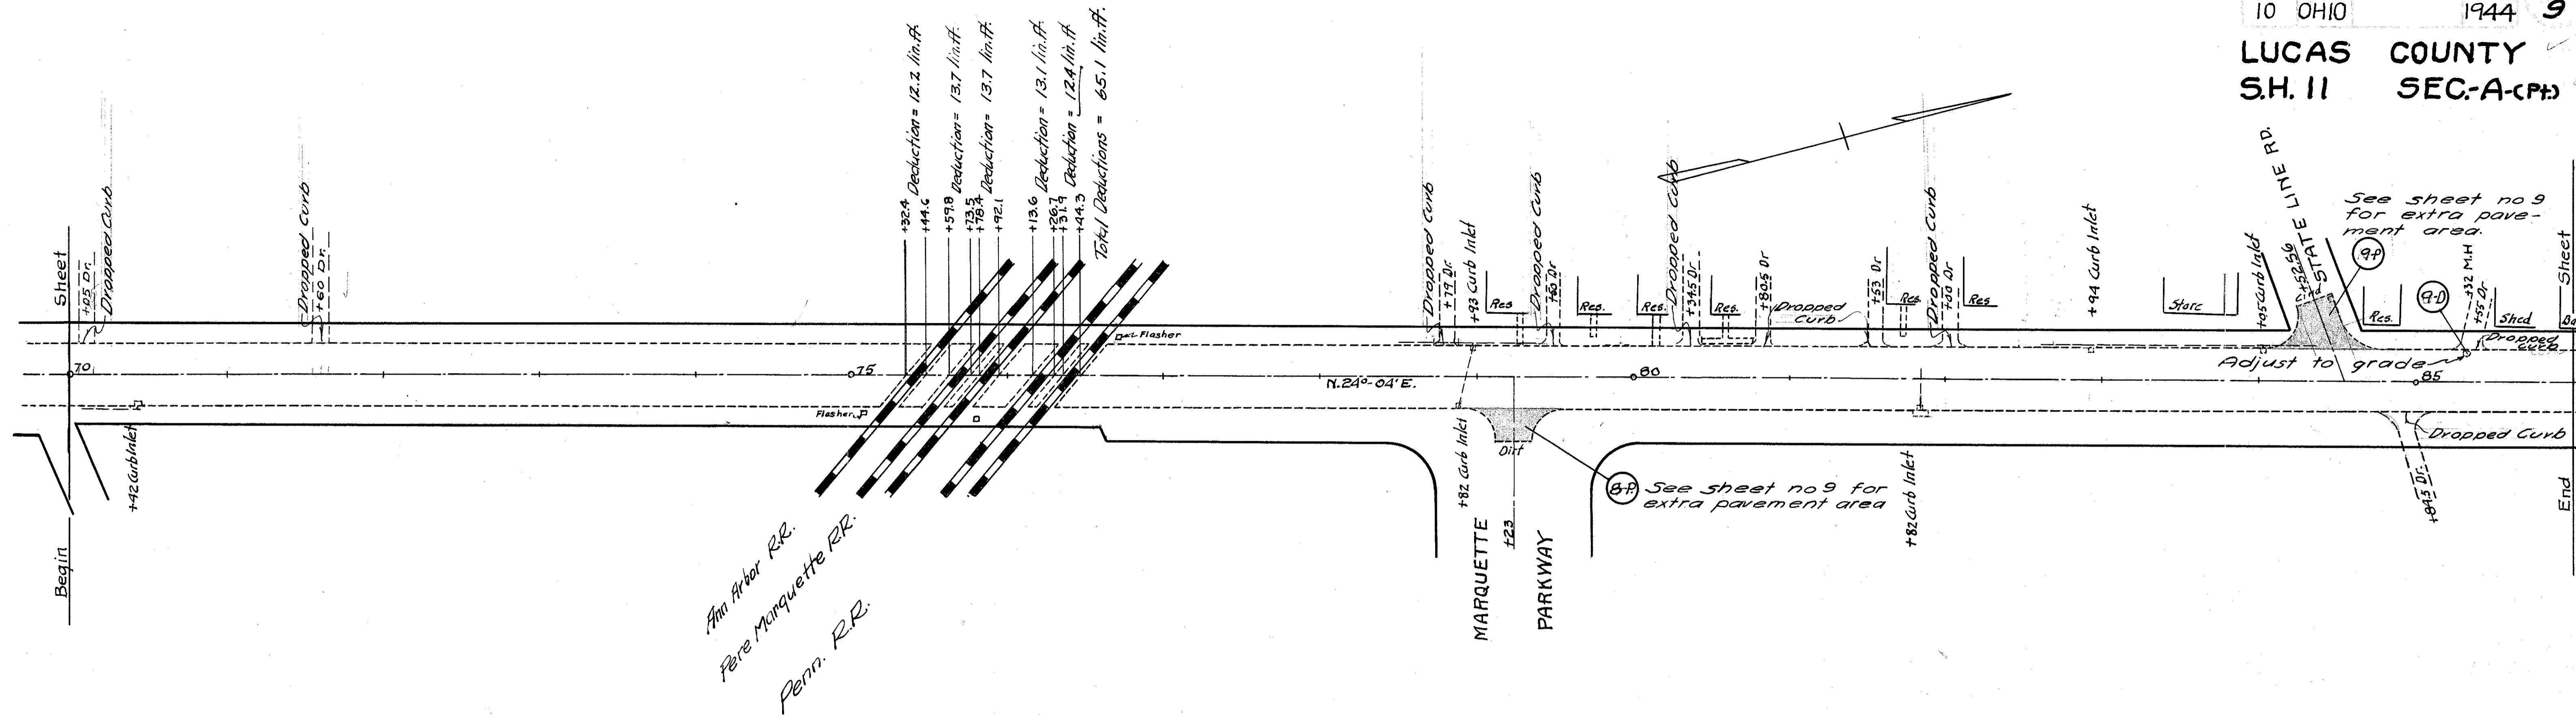 10 OHIO 1944 9
LUCAS COUNTY
S.H. 11 SEC.-A-(Pt.)
Sheet
+05 Dr.
Dropped Curb
Dropped Curb
+60 Dr.
+32.4
Deduction = 12.2 lin.ft.
+44.6
+59.8
Deduction = 13.7 lin.ft.
+73.5
+78.4
Deduction = 13.7 lin.ft.
+92.1
+13.6
Deduction = 13.1 lin.ft.
+26.7
+31.9
Deduction = 12.4 lin.ft
+44.3
Total Deductions = 65.1 lin.ft.
Flasher
Dropped Curb
+79 Dr.
+93 Curb Inlet
Res
Dropped Curb
+50 Dr
Res.
Res.
Dropped Curb
+34.5 Dr
Res.
+80.5 Dr
Dropped
Curb
+53 Dr
Res.
Dropped Curb
+00 Dr
Res
+94 Curb Inlet
Store
+05 Curb Inlet
+52.56
STATE LINE RD.
See sheet no 9
for extra pave-
ment area.
9-P
Res.
9-D
+32 M.H
+55 Dr
Shed
Dropped
curb
Sheet
Adjust to grade
70
75
N.24°-04'E.
80
85
Flasher
+42 Curb Inlet
Begin
Ann Arbor R.R.
Pere Marquette R.R.
Penn. R.R.
+82 Curb Inlet
Dirt
MARQUETTE
+23
PARKWAY
8-P.
See sheet no 9 for
extra pavement area
+82 Curb Inlet
Dropped Curb
+84.5 Dr.
End